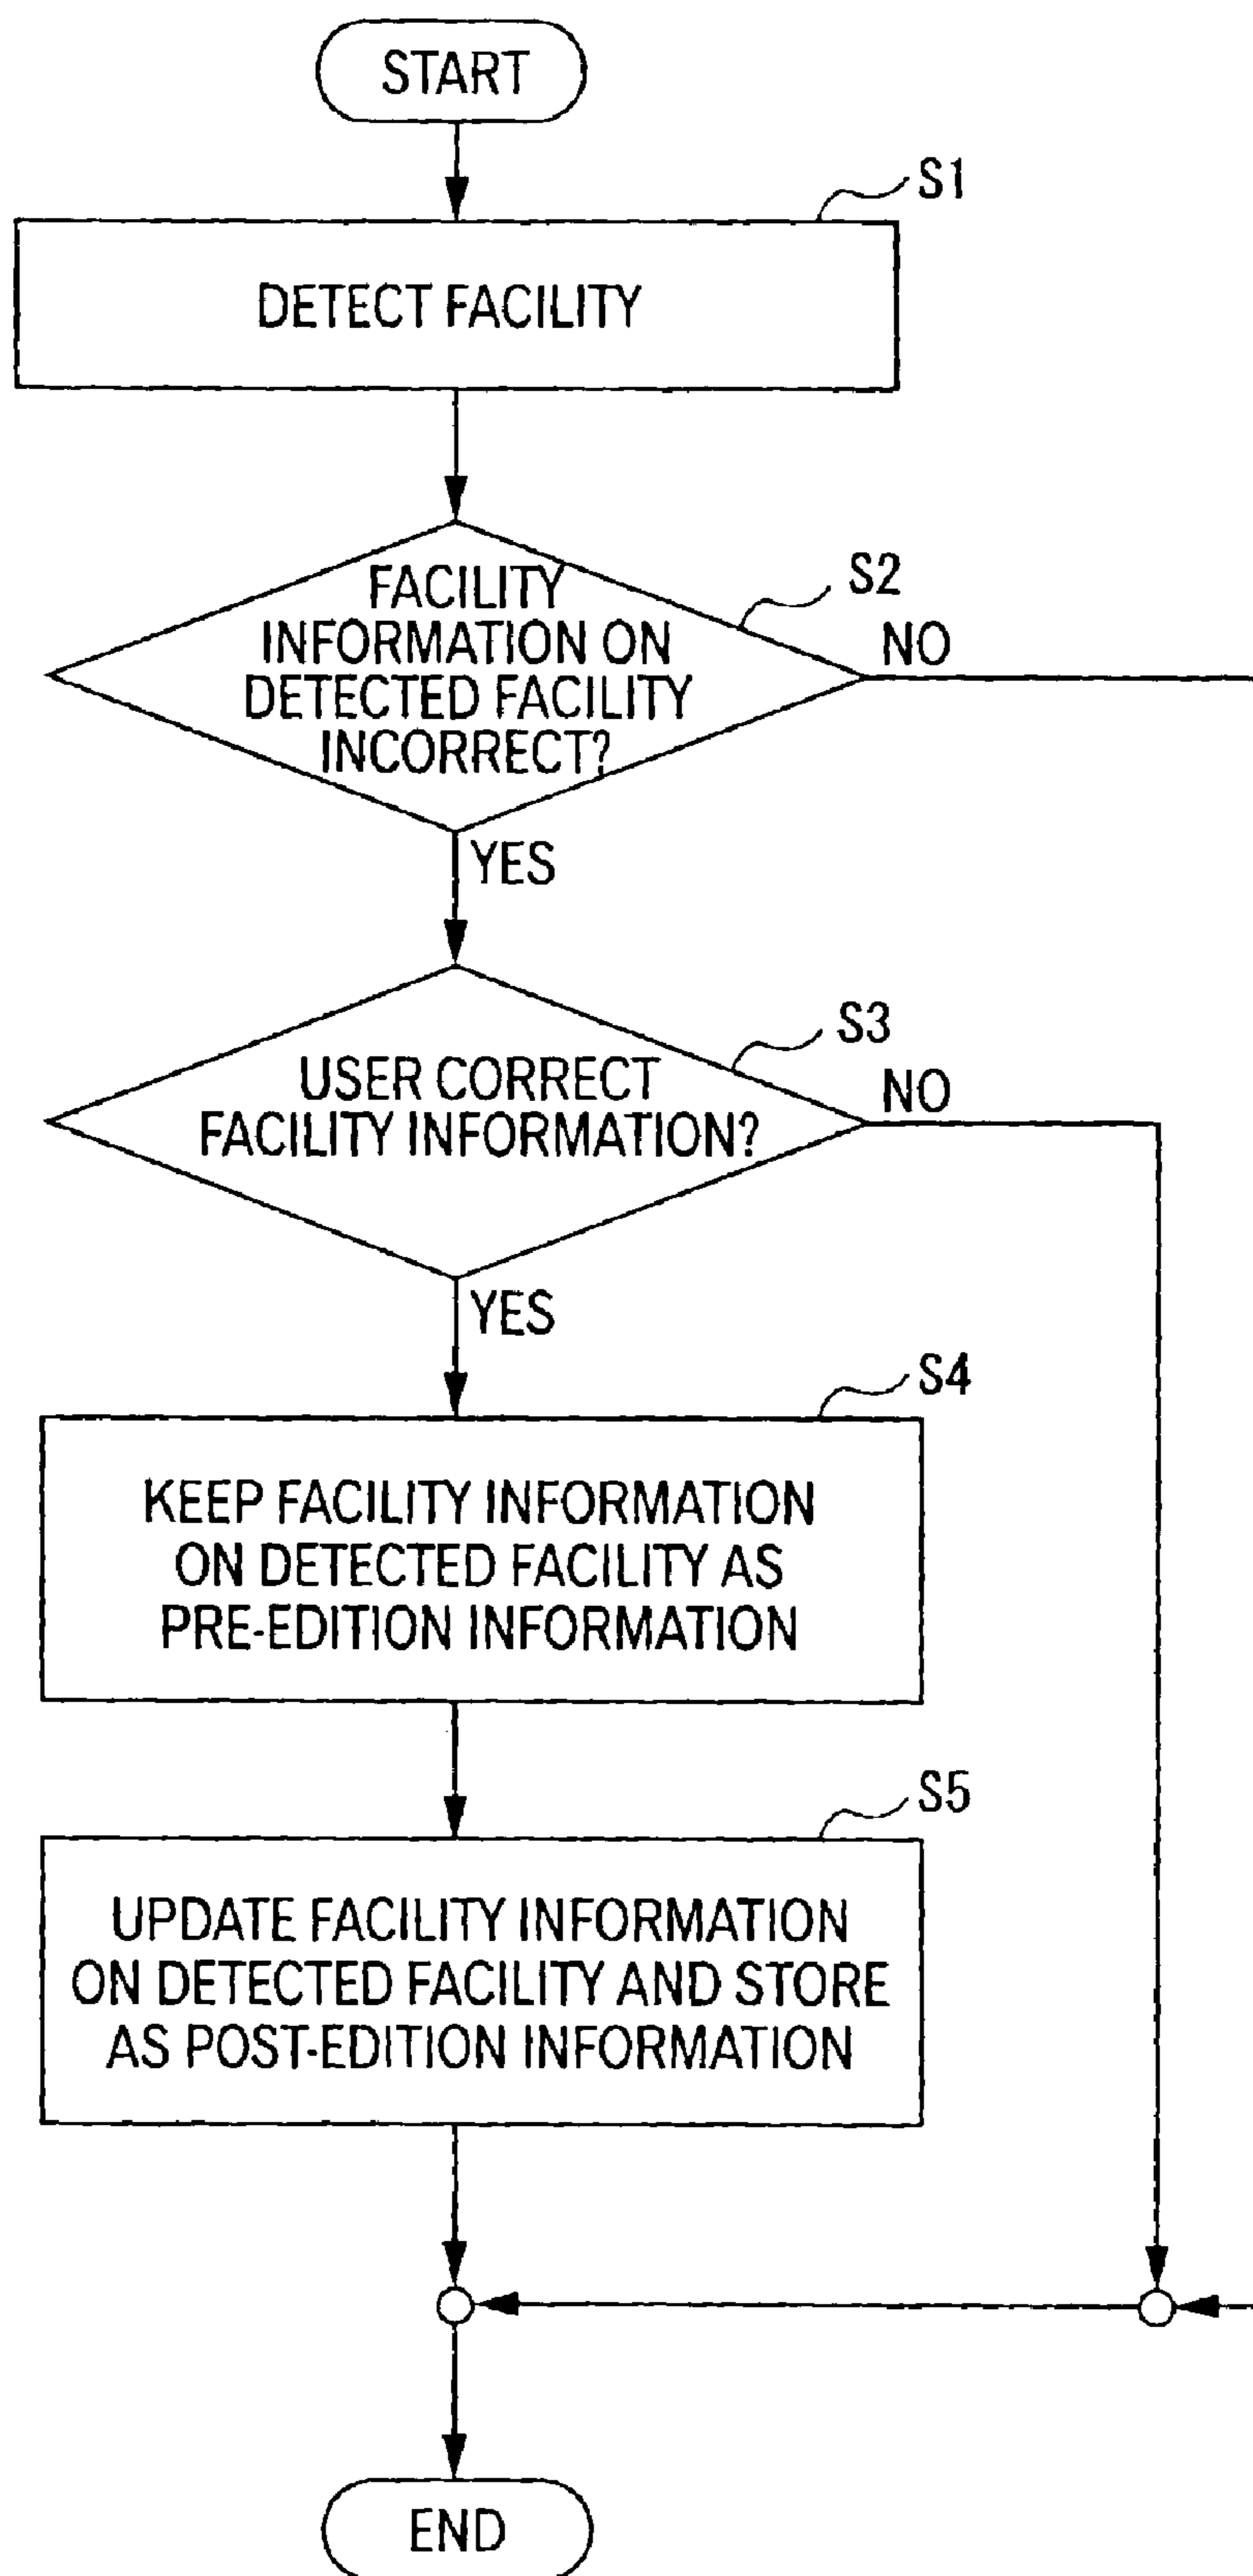 START
S1
DETECT FACILITY
S2
FACILITY
INFORMATION ON
DETECTED FACILITY
INCORRECT?
NO
YES
S3
USER CORRECT
FACILITY INFORMATION?
NO
YES
S4
KEEP FACILITY INFORMATION
ON DETECTED FACILITY AS
PRE-EDITION INFORMATION
S5
UPDATE FACILITY INFORMATION
ON DETECTED FACILITY AND STORE
AS POST-EDITION INFORMATION
END